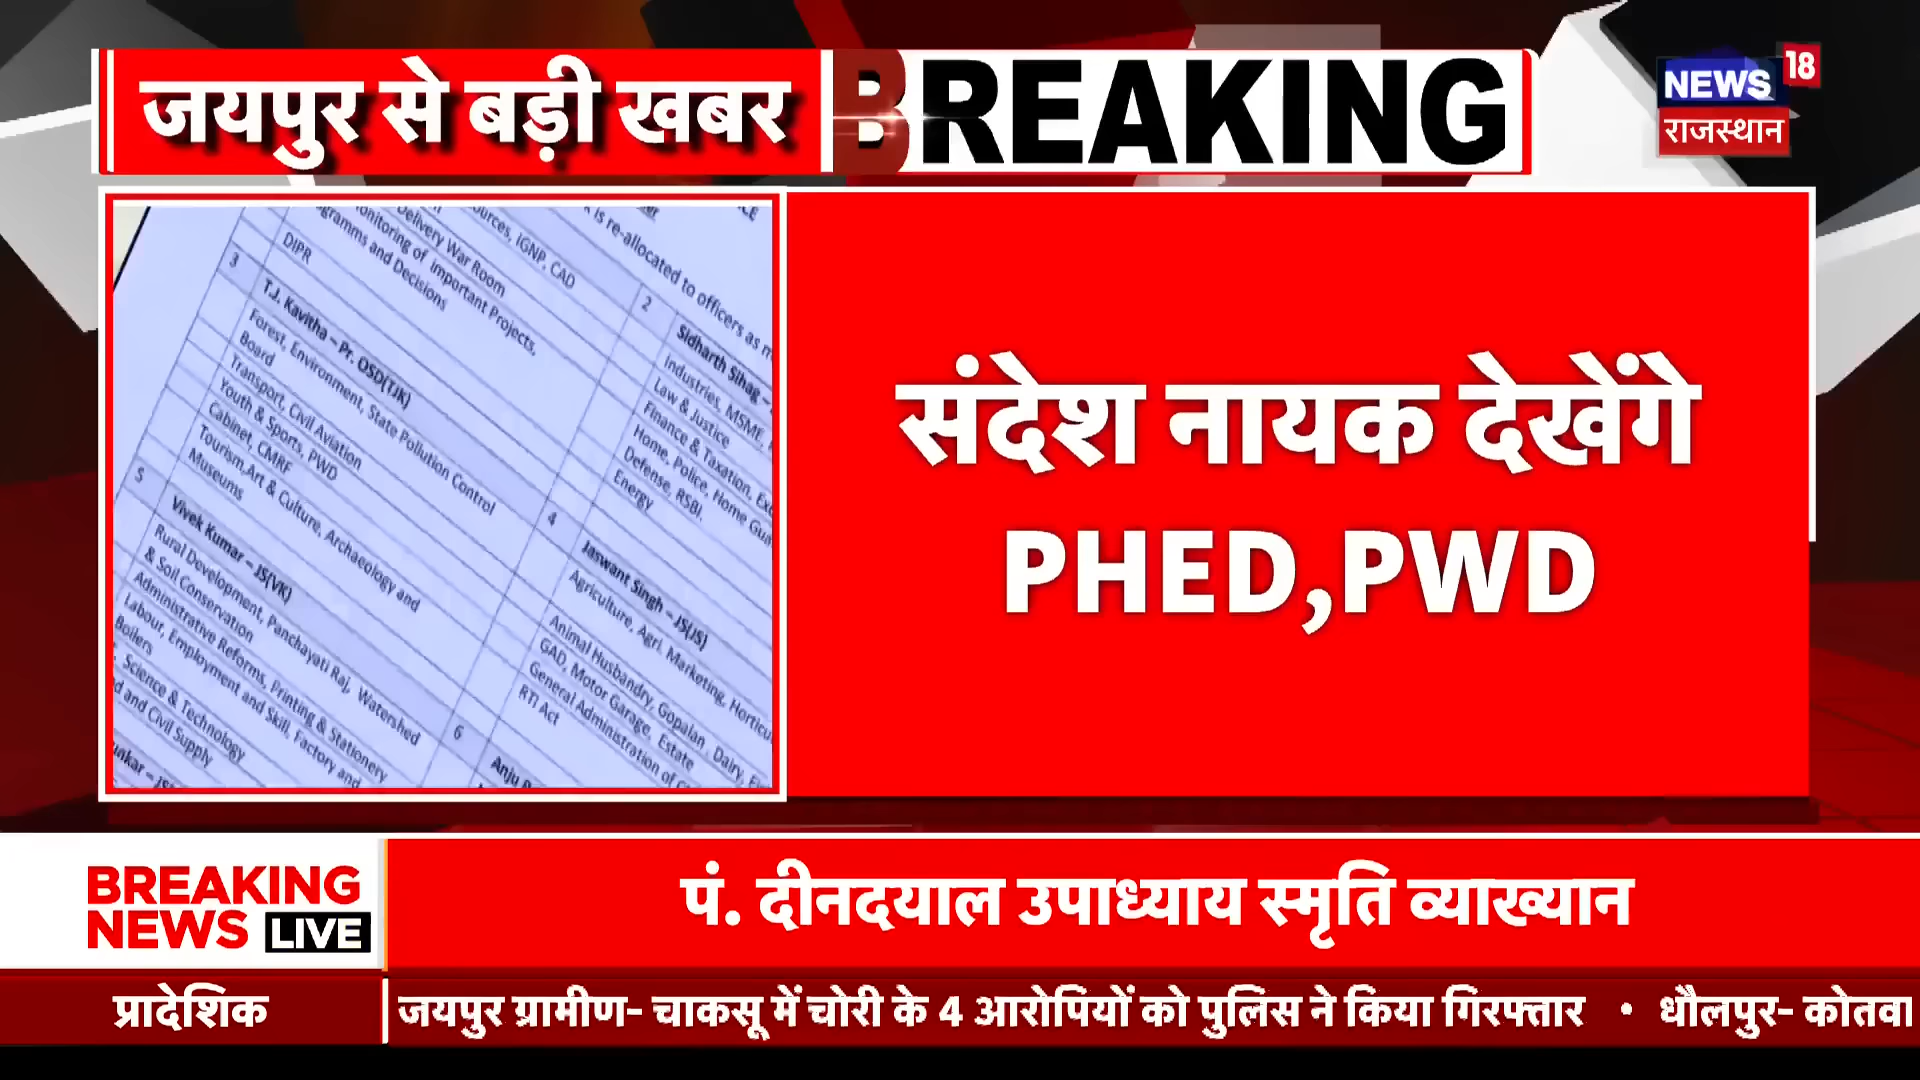 जयपुर से बड़ी खबर
BREAKING
NEWS 18
राजस्थान
is re-allocated to officers as
ources, IGNP, CAD
Delivery War Room
onitoring of important Projects,
grams and Decisions
DIPR
3
T.J. Kavitha – Pr. OSD(TJK)
Forest, Environment, State Pollution Control
Board
Transport, Civil Aviation
Youth & Sports, PWD
Cabinet, CMRF
Tourism,Art & Culture, Archaeology and
Museums
5
Vivek Kumar – JS(VK)
Rural Development, Panchayati Raj, Watershed
& Soil Conservation
Administrative Reforms, Printing & Stationery
Labour, Employment and Skill, Factory and
Boilers
Science & Technology
d and Civil Supply
2
Sidharth Sihag –
Industries, MSME,
Law & Justice
Finance & Taxation,
Home, Police, Home
Defense, RSBI,
Energy
4
Jaswant Singh – JS(JS)
Agriculture, Agri. Marketing,
Animal Husbandry, Gopalan, Dairy,
GAD, Motor Garage, Estate
General Administration of
RTI Act
6
Anju
संदेश नायक देखेंगे
PHED,PWD
BREAKING
NEWS LIVE
पं. दीनदयाल उपाध्याय स्मृति व्याख्यान
प्रादेशिक
जयपुर ग्रामीण- चाकसू में चोरी के 4 आरोपियों को पुलिस ने किया गिरफ्तार • धौलपुर- कोतवा